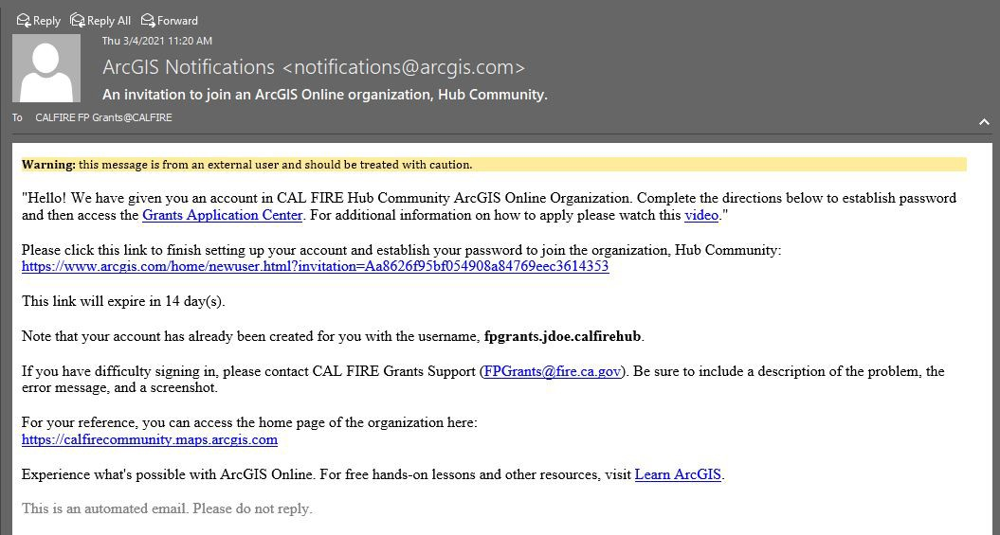 Reply Reply All Forward
Thu 3/4/2021 11:20 AM
ArcGIS Notifications <notifications@arcgis.com>
An invitation to join an ArcGIS Online organization, Hub Community.
To CALFIRE FP Grants@CALFIRE
Warning: this message is from an external user and should be treated with caution.
"Hello! We have given you an account in CAL FIRE Hub Community ArcGIS Online Organization. Complete the directions below to establish password
and then access the Grants Application Center. For additional information on how to apply please watch this video."
Please click this link to finish setting up your account and establish your password to join the organization, Hub Community:
https://www.arcgis.com/home/newuser.html?invitation=Aa8626f95bf054908a84769eec3614353
This link will expire in 14 day(s).
Note that your account has already been created for you with the username, fpgrants.jdoe.calfirehub.
If you have difficulty signing in, please contact CAL FIRE Grants Support (FPGrants@fire.ca.gov). Be sure to include a description of the problem, the
error message, and a screenshot.
For your reference, you can access the home page of the organization here:
https://calfirecommunity.maps.arcgis.com
Experience what's possible with ArcGIS Online. For free hands-on lessons and other resources, visit Learn ArcGIS.
This is an automated email. Please do not reply.